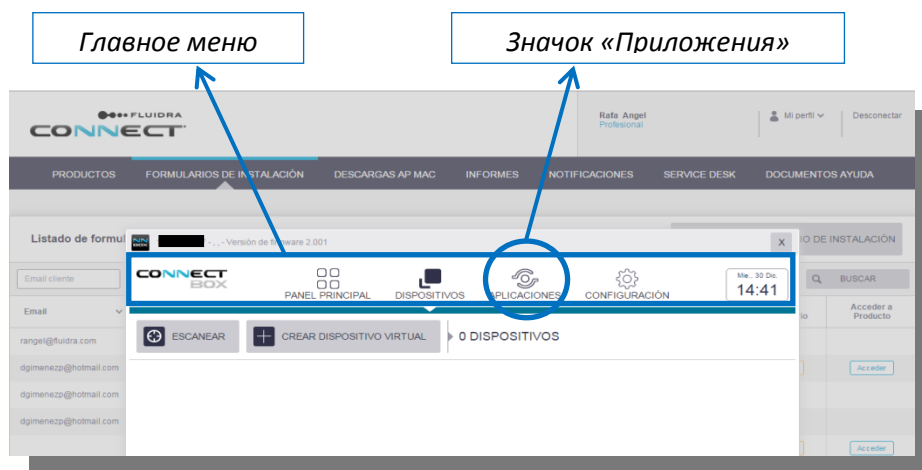 Главное меню
Значок «Приложения»
FLUIDRA
CONNECT
Rafa Angel
Profesional
Mi perfil
Desconectar
PRODUCTOS FORMULARIOS DE INSTALACIÓN DESCARGAS AP MAC INFORMES NOTIFICACIONES SERVICE DESK DOCUMENTOS AYUDA
Listado de formul
IO DE INSTALACIÓN
- . . - Versión de firmware 2.001
X
CONNECT
BOX
PANEL PRINCIPAL DISPOSITIVOS APLICACIONES CONFIGURACIÓN
Mie., 30 Dic.
14:41
Email cliente
BUSCAR
Email
io
Acceder a
Producto
ESCANEAR CREAR DISPOSITIVO VIRTUAL 0 DISPOSITIVOS
rangel@fluidra.com
dgimenezp@hotmail.com
Acceder
dgimenezp@hotmail.com
dgimenezp@hotmail.com
Acceder